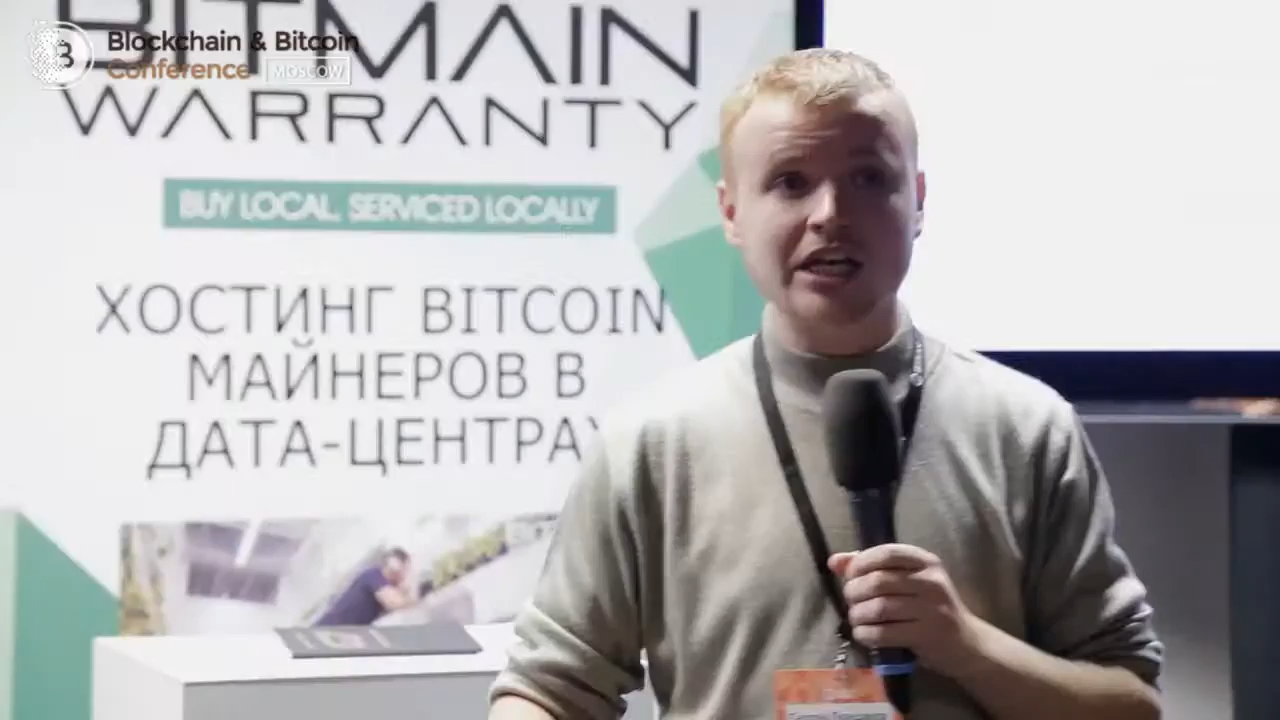 BITMAIN
Blockchain & Bitcoin
Conference MOSCOW
WARRANTY
BUY LOCAL. SERVICED LOCALLY
ХОСТИНГ BITCOIN
МАЙНЕРОВ В
ДАТА-ЦЕНТРАХ